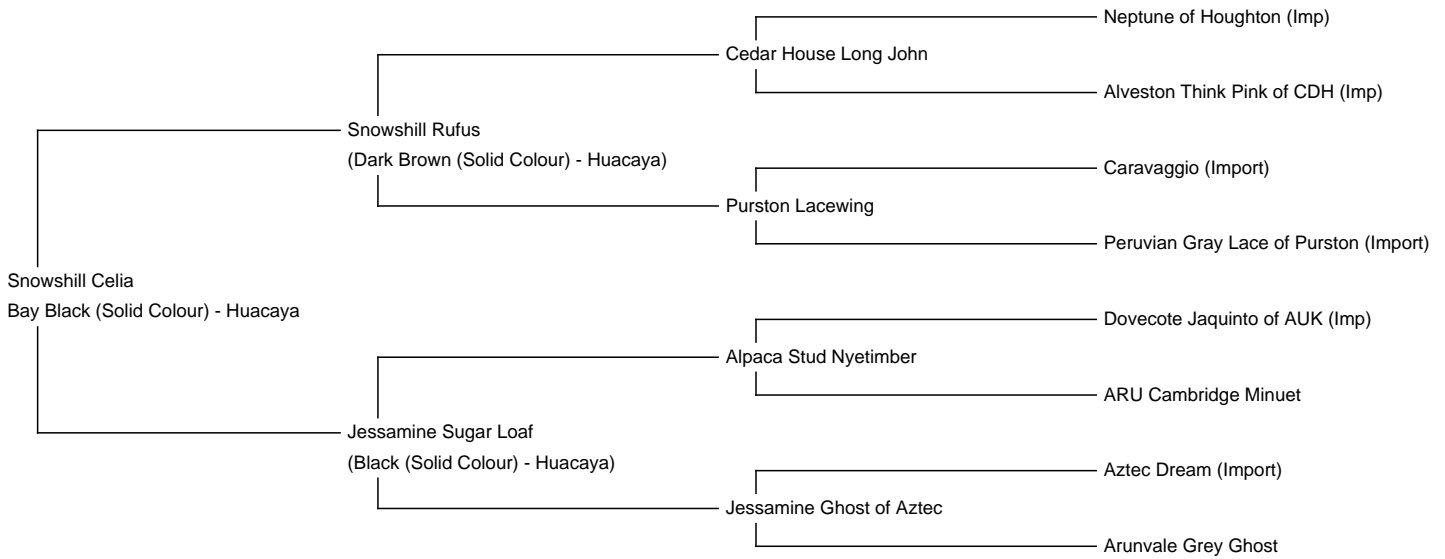 Neptune of Houghton (Imp)
Cedar House Long John
Alveston Think Pink of CDH (Imp)
Snowshill Rufus
(Dark Brown (Solid Colour) - Huacaya)
Caravaggio (Import)
Purston Lacewing
Peruvian Gray Lace of Purston (Import)
Snowshill Celia
Bay Black (Solid Colour) - Huacaya
Dovecote Jaquinto of AUK (Imp)
Alpaca Stud Nyetimber
ARU Cambridge Minuet
Jessamine Sugar Loaf
(Black (Solid Colour) - Huacaya)
Aztec Dream (Import)
Jessamine Ghost of Aztec
Arunvale Grey Ghost